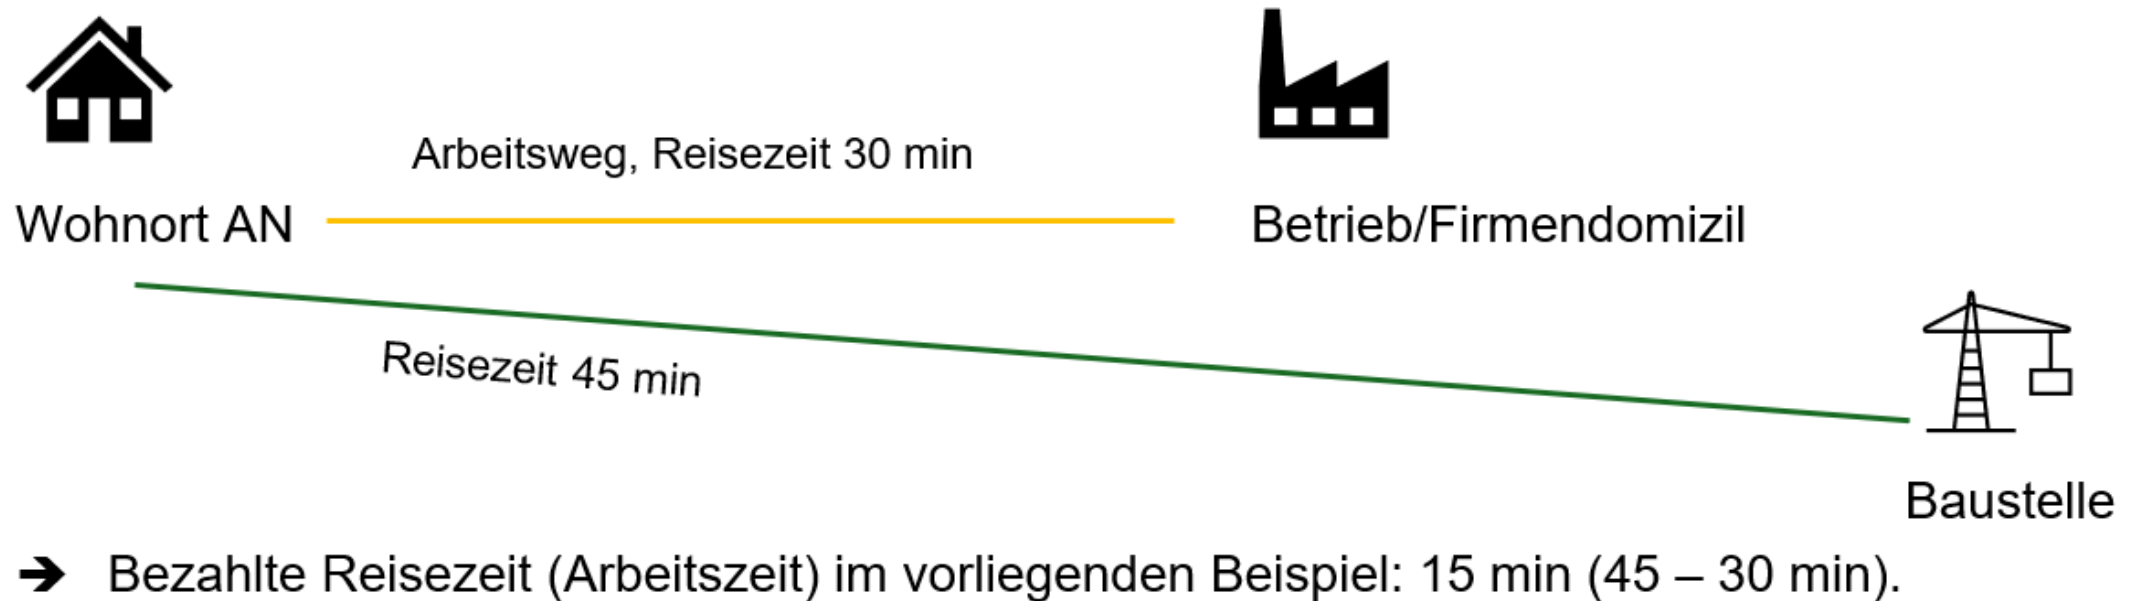 Arbeitsweg, Reisezeit 30 min
Wohnort AN
Betrieb/Firmendomizil
Reisezeit 45 min
Baustelle
➔ Bezahlte Reisezeit (Arbeitszeit) im vorliegenden Beispiel: 15 min (45 – 30 min).